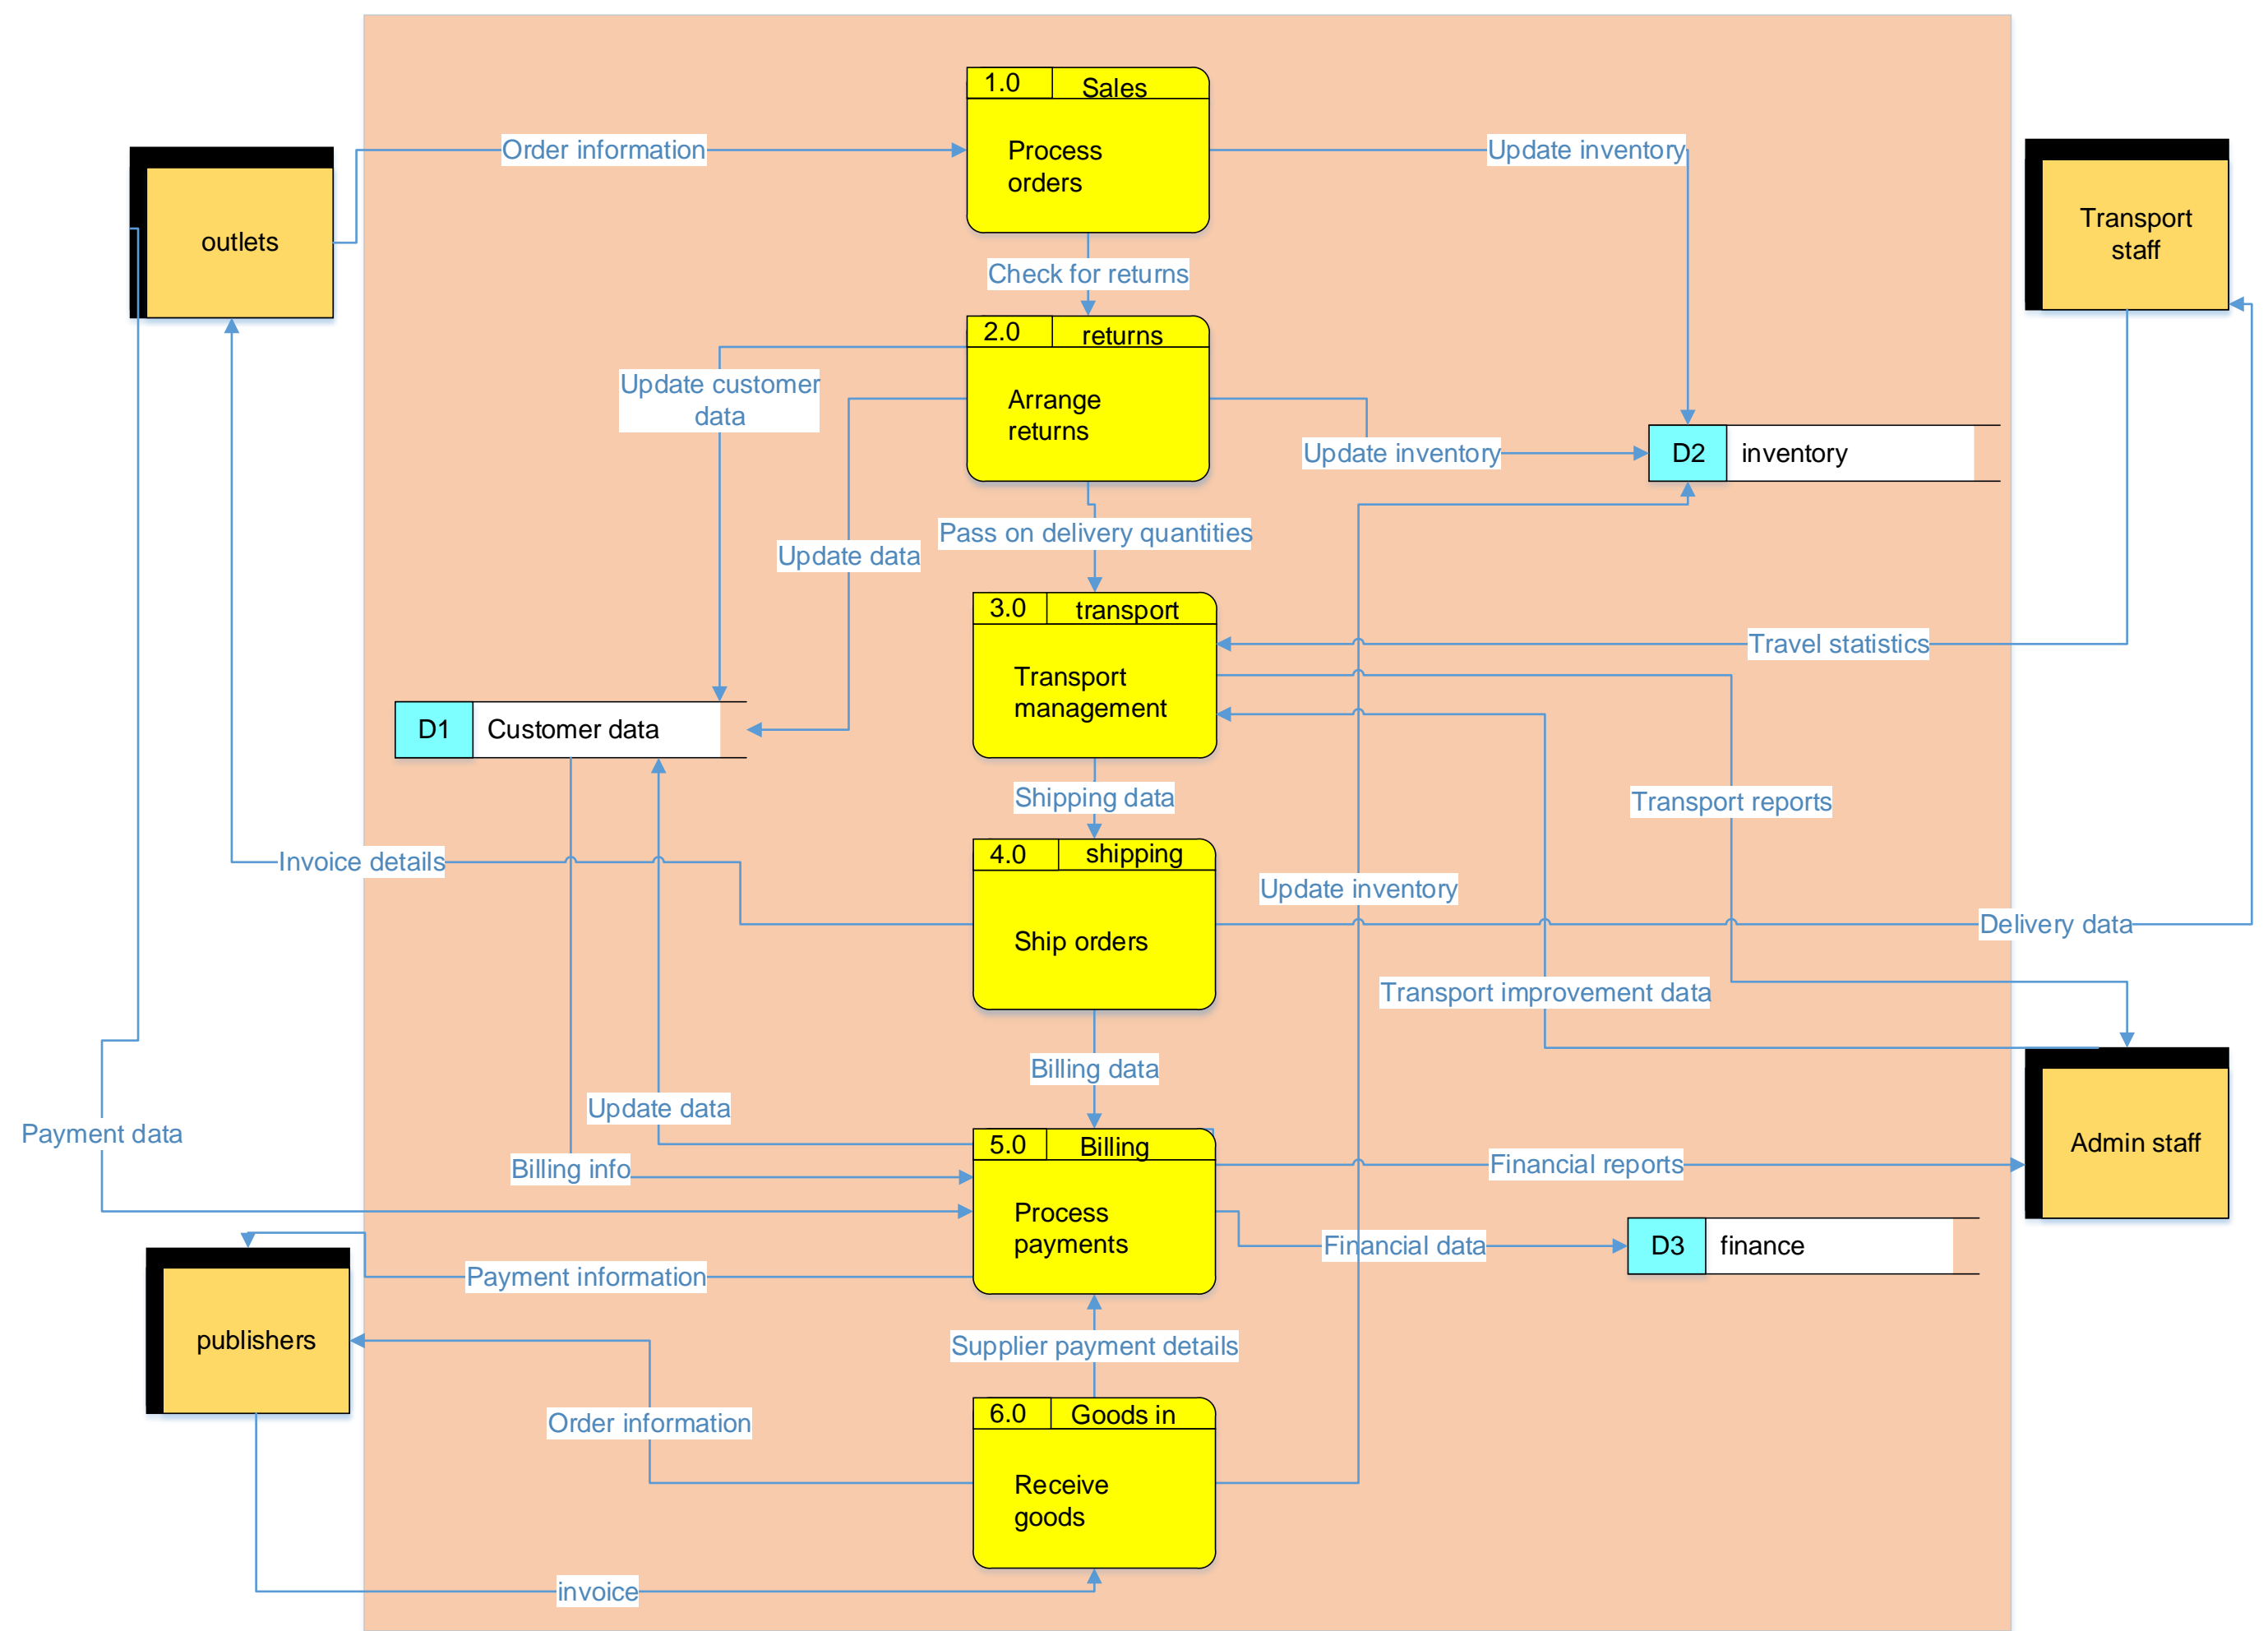 1.0
Sales
Process
orders
Order information
Update inventory
outlets
Transport
staff
Check for returns
2.0
returns
Arrange
returns
Update customer
data
Update inventory
D2
inventory
Pass on delivery quantities
Update data
3.0
transport
Transport
management
Travel statistics
D1
Customer data
Shipping data
Transport reports
4.0
shipping
Ship orders
Invoice details
Update inventory
Delivery data
Transport improvement data
Billing data
Update data
Payment data
5.0
Billing
Process
payments
Billing info
Financial reports
Admin staff
Financial data
D3
finance
Payment information
publishers
Supplier payment details
Order information
6.0
Goods in
Receive
goods
invoice